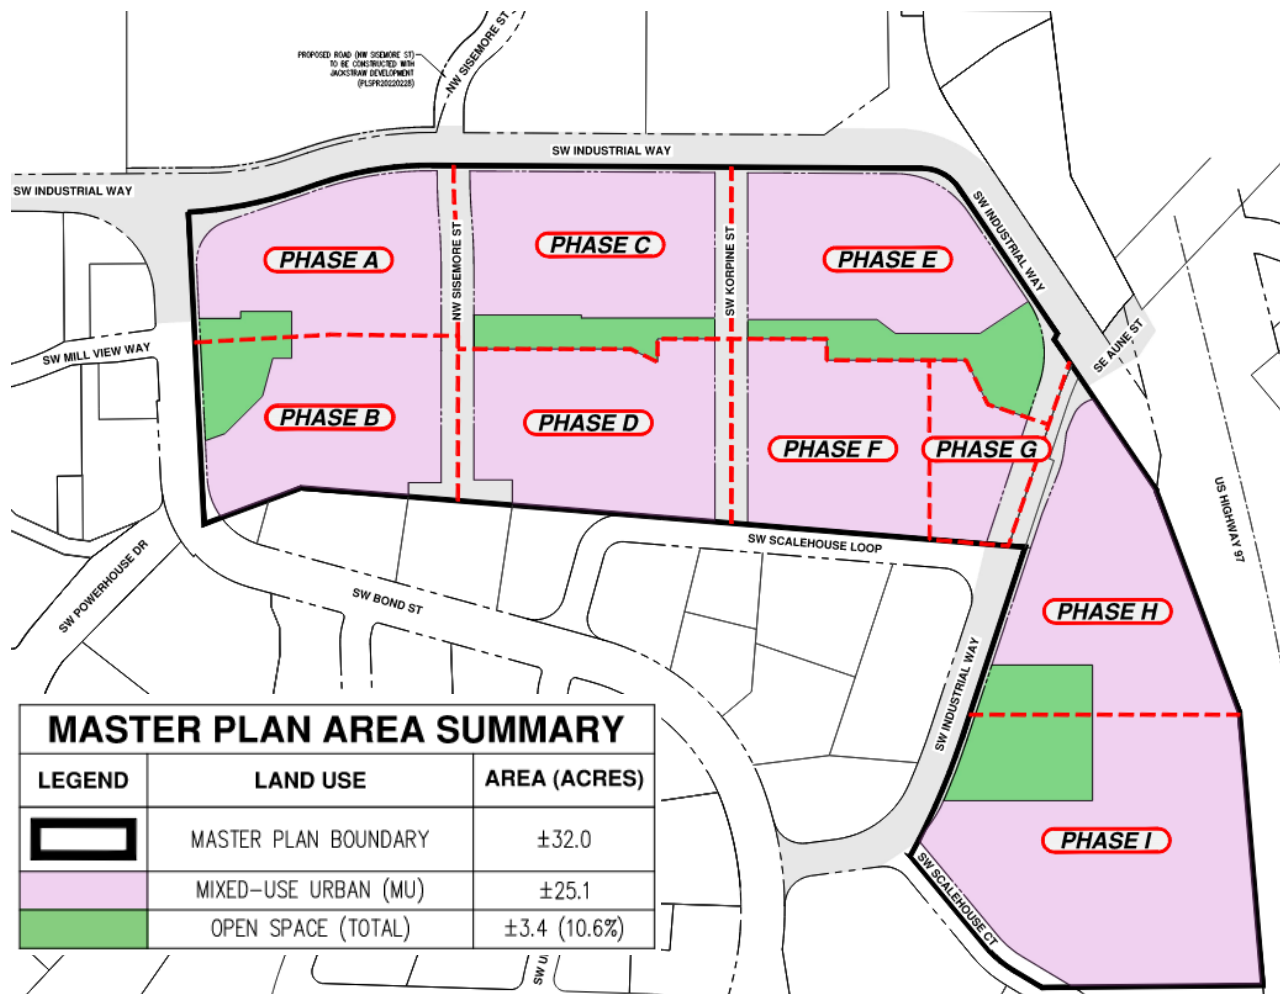 NW SISEMORE ST
PROPOSED ROAD (NW SISEMORE ST)
TO BE CONSTRUCTED WITH
JACKSTRAW DEVELOPMENT
(PLSPR20220228)
SW INDUSTRIAL WAY
SW INDUSTRIAL WAY
SW INDUSTRIAL WAY
PHASE A
PHASE C
PHASE E
NW SISEMORE ST
SW KORPINE ST
SE AUNE ST
SW MILL VIEW WAY
PHASE B
PHASE D
PHASE F
PHASE G
US HIGHWAY 97
SW SCALEHOUSE LOOP
SW POWERHOUSE DR
SW BOND ST
PHASE H
SW INDUSTRIAL WAY
PHASE I
SW SCALEHOUSE CT
MASTER PLAN AREA SUMMARY
LEGEND LAND USE AREA (ACRES)
MASTER PLAN BOUNDARY ±32.0
MIXED-USE URBAN (MU) ±25.1
OPEN SPACE (TOTAL) ±3.4 (10.6%)
SW